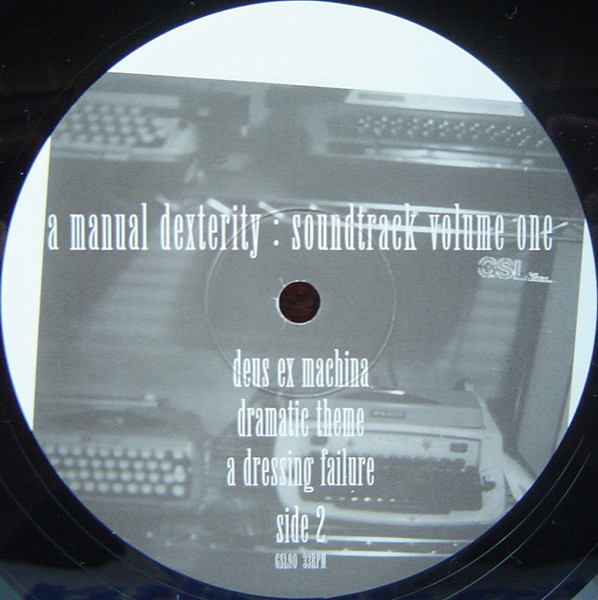 a manual dexterity : soundtrack volume one
GSL
deus ex machina
dramatic theme
a dressing failure
side 2
GSL90 33RPM